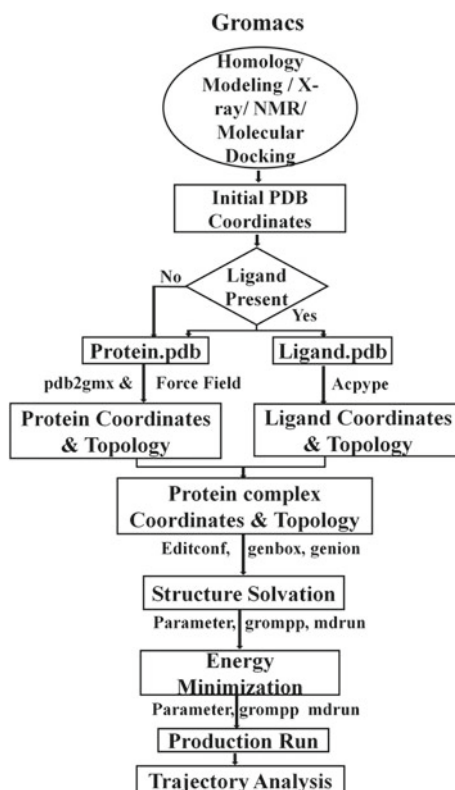 Gromacs
Homology
Modeling / X-
ray/ NMR/
Molecular
Docking
Initial PDB
Coordinates
Ligand
Present
No
Yes
Protein.pdb
Ligand.pdb
pdb2gmx & Force Field
Acpype
Protein Coordinates
& Topology
Ligand Coordinates
& Topology
Protein complex
Coordinates & Topology
Editconf, genbox, genion
Structure Solvation
Parameter, grompp, mdrun
Energy
Minimization
Parameter, grompp mdrun
Production Run
Trajectory Analysis